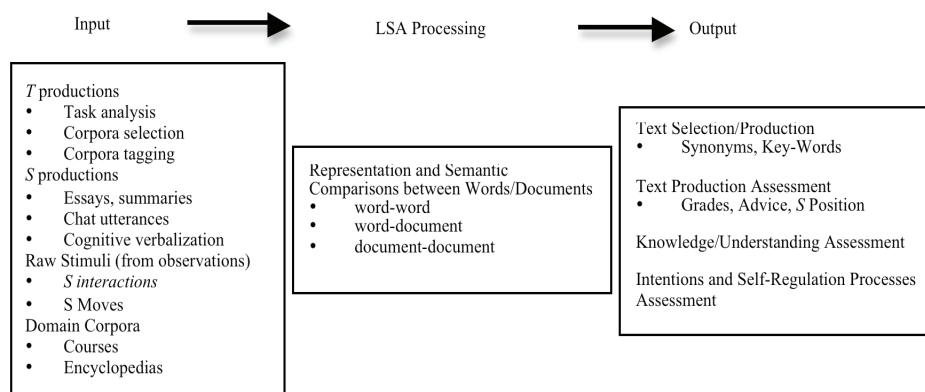 Input
LSA Processing
Output
T productions
• Task analysis
• Corpora selection
• Corpora tagging
S productions
• Essays, summaries
• Chat utterances
• Cognitive verbalization
Raw Stimuli (from observations)
• S interactions
• S Moves
Domain Corpora
• Courses
• Encyclopedias
Representation and Semantic
Comparisons between Words/Documents
• word-word
• word-document
• document-document
Text Selection/Production
• Synonyms, Key-Words
Text Production Assessment
• Grades, Advice, S Position
Knowledge/Understanding Assessment
Intentions and Self-Regulation Processes
Assessment